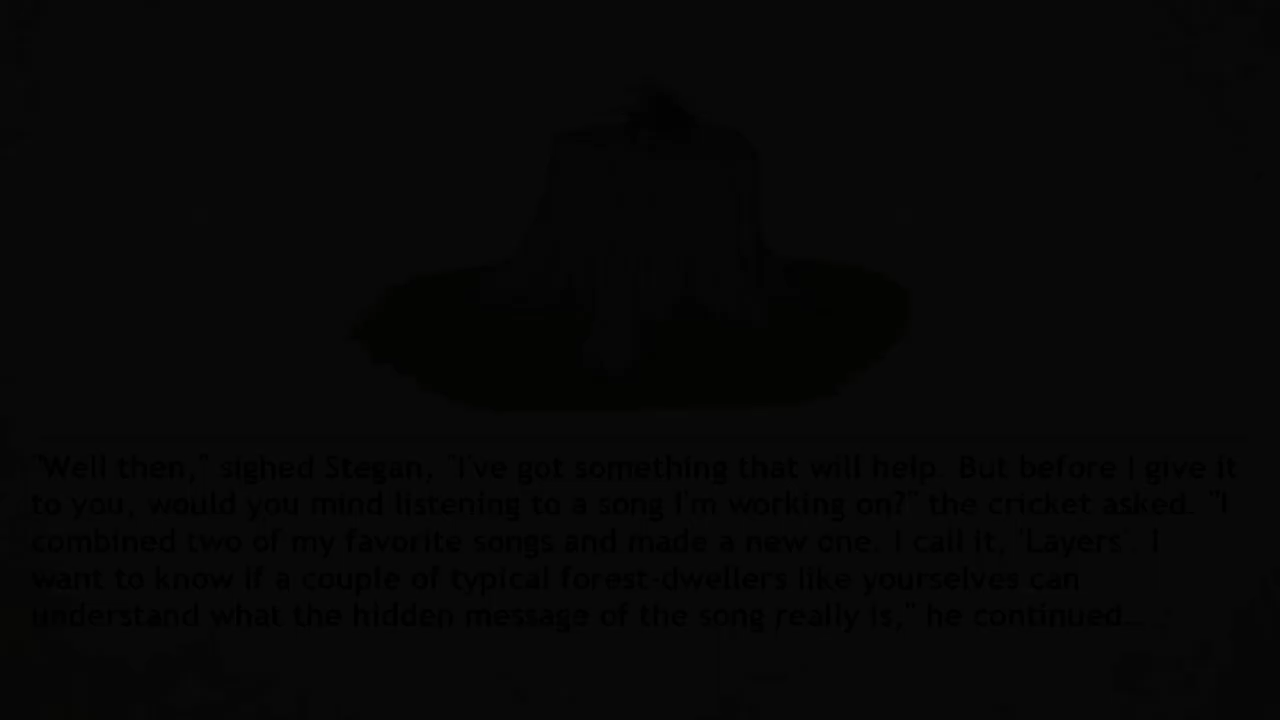 "Well then," sighed Stegan, "I've got something that will help. But before I give it
to you, would you mind listening to a song I'm working on?" the cricket asked. "I
combined two of my favorite songs and made a new one. I call it, 'Layers'. I
want to know if a couple of typical forest-dwellers like yourselves can
understand what the hidden message of the song really is," he continued...